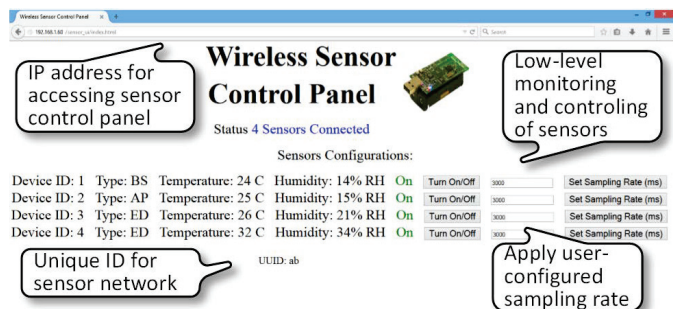 Wireless Sensor Control Panel
192.168.1.60 /sensor_ui/index.html
Search
Wireless Sensor
Control Panel
IP address for
accessing sensor
control panel
Low-level
monitoring
and controling
of sensors
Status 4 Sensors Connected
Sensors Configurations:
Device ID: 1 Type: BS Temperature: 24 C Humidity: 14% RH On Turn On/Off 3000 Set Sampling Rate (ms)
Device ID: 2 Type: AP Temperature: 25 C Humidity: 15% RH On Turn On/Off 3000 Set Sampling Rate (ms)
Device ID: 3 Type: ED Temperature: 26 C Humidity: 21% RH On Turn On/Off 3000 Set Sampling Rate (ms)
Device ID: 4 Type: ED Temperature: 32 C Humidity: 34% RH On Turn On/Off 3000 Set Sampling Rate (ms)
Unique ID for
sensor network
UUID: ab
Apply user-
configured
sampling rate